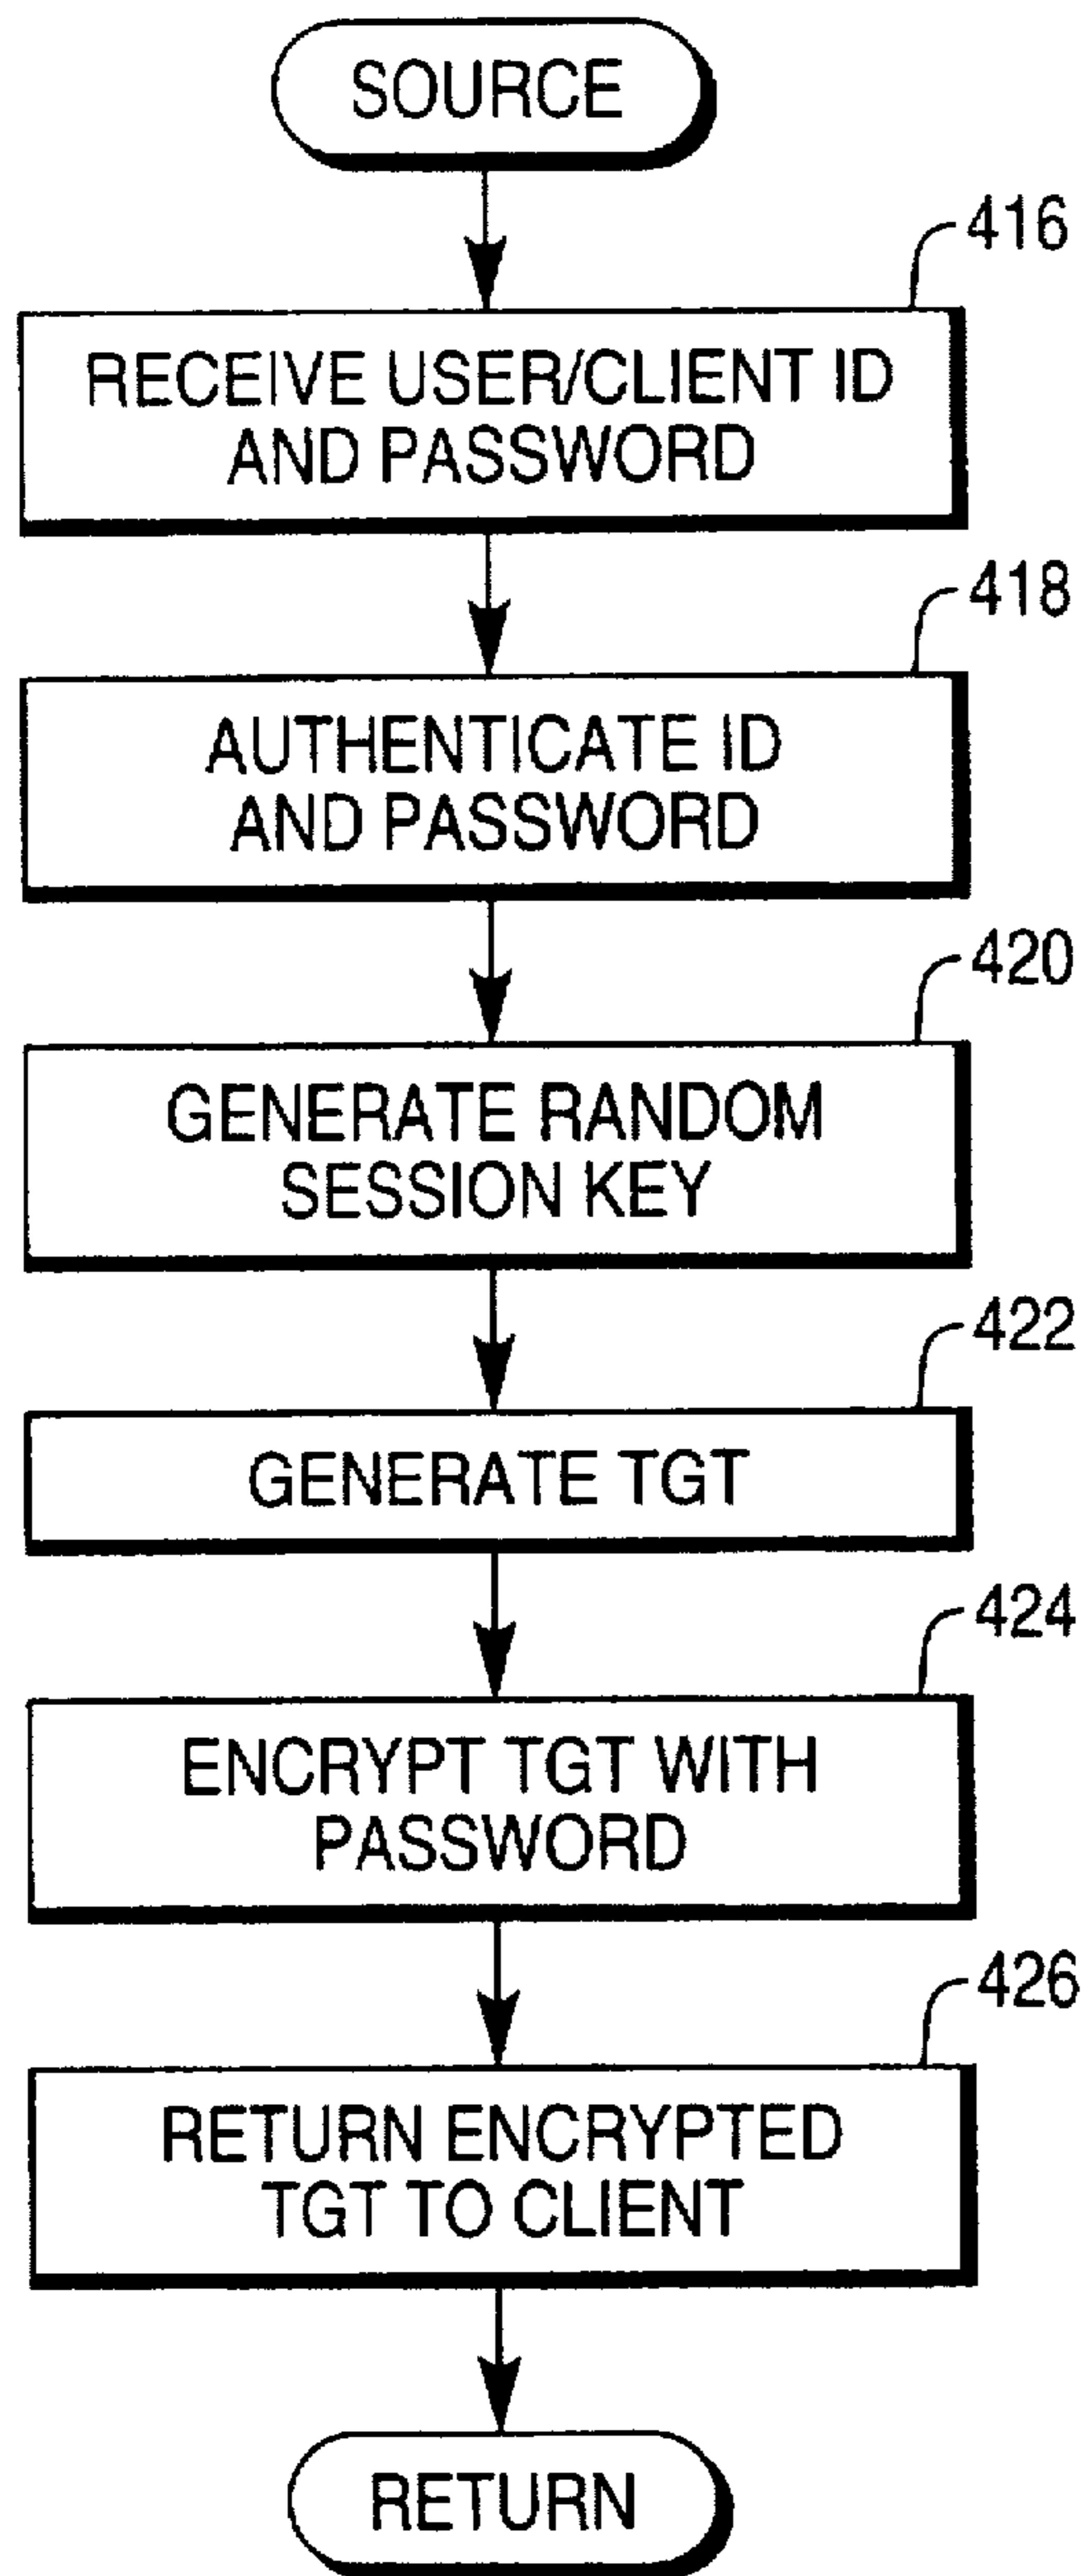 SOURCE
416
RECEIVE USER/CLIENT ID
AND PASSWORD
418
AUTHENTICATE ID
AND PASSWORD
420
GENERATE RANDOM
SESSION KEY
422
GENERATE TGT
424
ENCRYPT TGT WITH
PASSWORD
426
RETURN ENCRYPTED
TGT TO CLIENT
RETURN